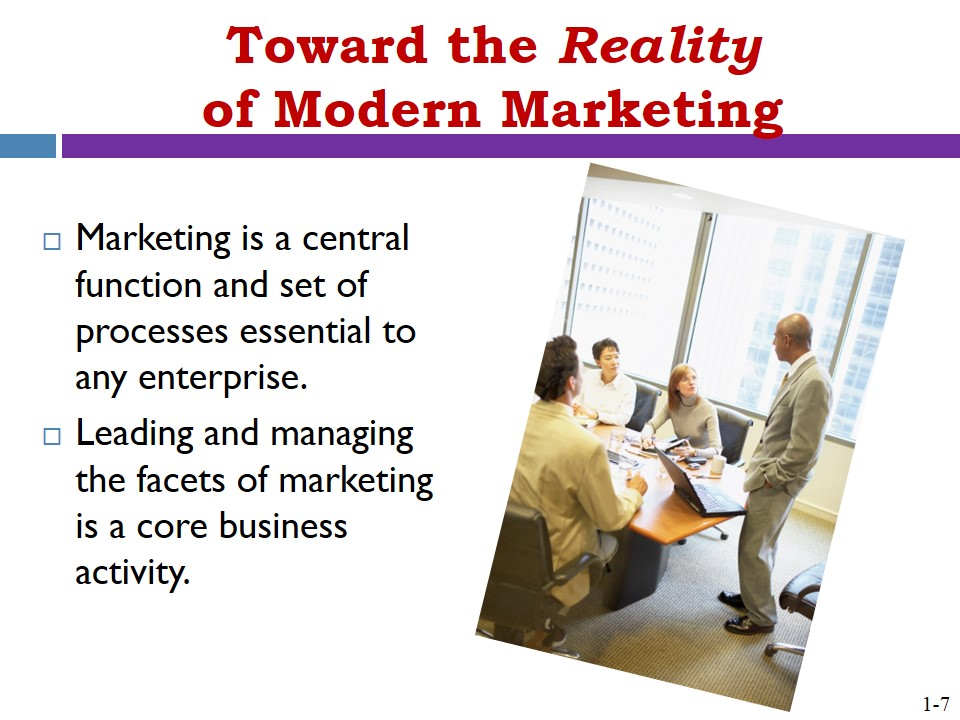 Toward the Reality
of Modern Marketing
Marketing is a central
function and set of
processes essential to
any enterprise.
Leading and managing
the facets of marketing
is a core business
activity.
1-7